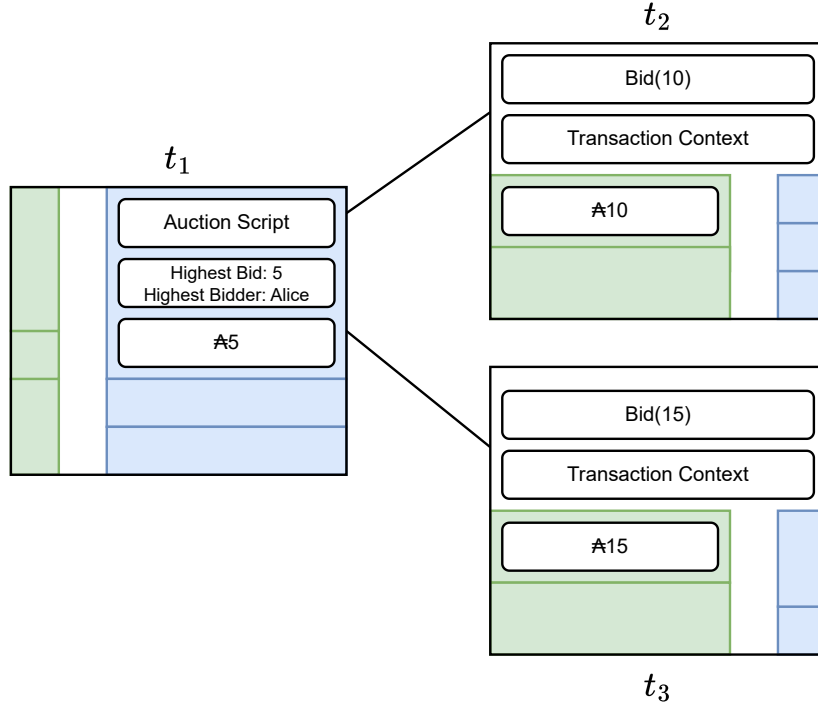 t₁
Auction Script
Highest Bid: 5
Highest Bidder: Alice
₳5
t₂
Bid(10)
Transaction Context
₳10
Bid(15)
Transaction Context
₳15
t₃